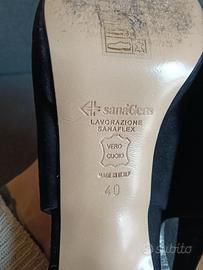 sanaGens
LAVORAZIONE
SANAFLEX
VERO
CUOIO
MADE IN ITALY
40
subito